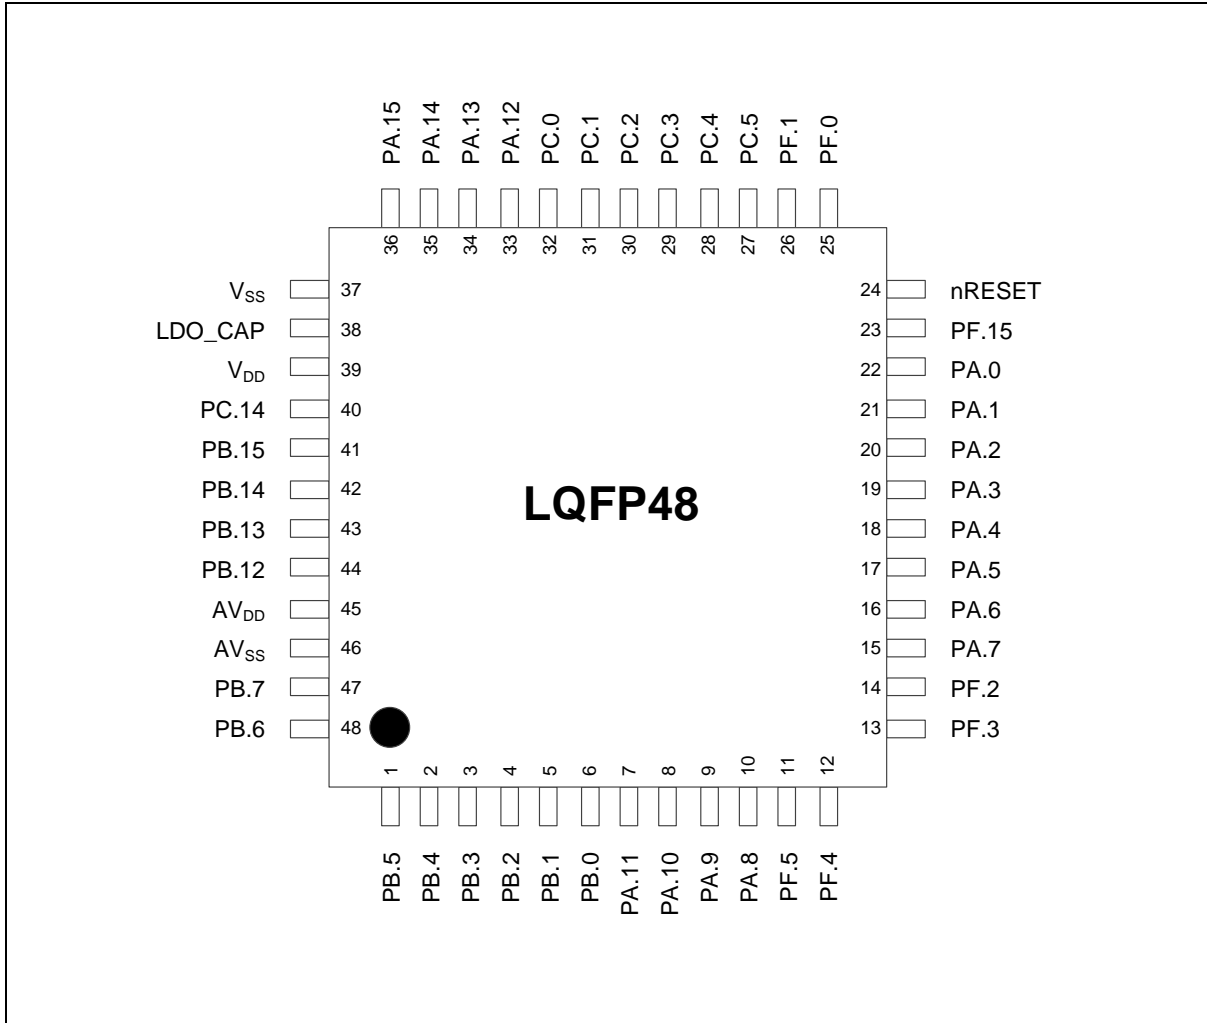 PA.15 PA.14 PA.13 PA.12 PC.0 PC.1 PC.2 PC.3 PC.4 PC.5 PF.1 PF.0
36 35 34 33 32 31 30 29 28 27 26 25
VSS 37 24 nRESET
LDO_CAP 38 23 PF.15
VDD 39 22 PA.0
PC.14 40 21 PA.1
PB.15 41 20 PA.2
PB.14 42 19 PA.3
LQFP48
PB.13 43 18 PA.4
PB.12 44 17 PA.5
AVDD 45 16 PA.6
AVSS 46 15 PA.7
PB.7 47 14 PF.2
PB.6 48 13 PF.3
1 2 3 4 5 6 7 8 9 10 11 12
PB.5 PB.4 PB.3 PB.2 PB.1 PB.0 PA.11 PA.10 PA.9 PA.8 PF.5 PF.4